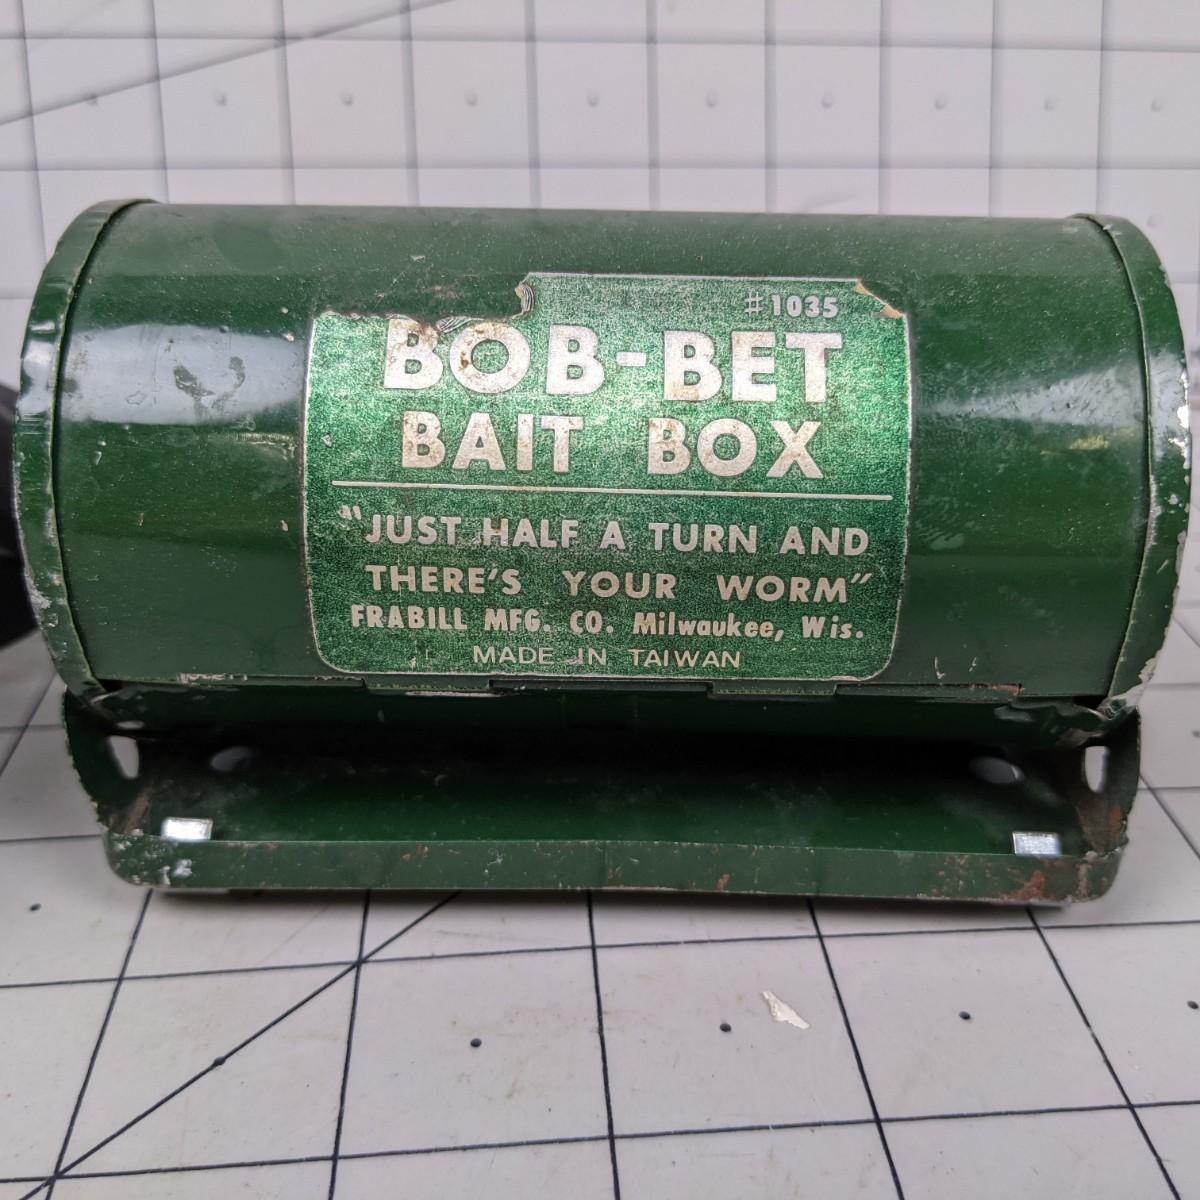 #1035
BOB-BET
BAIT BOX
"JUST HALF A TURN AND
THERE'S YOUR WORM"
FRABILL MFG. CO. Milwaukee, Wis.
MADE IN TAIWAN